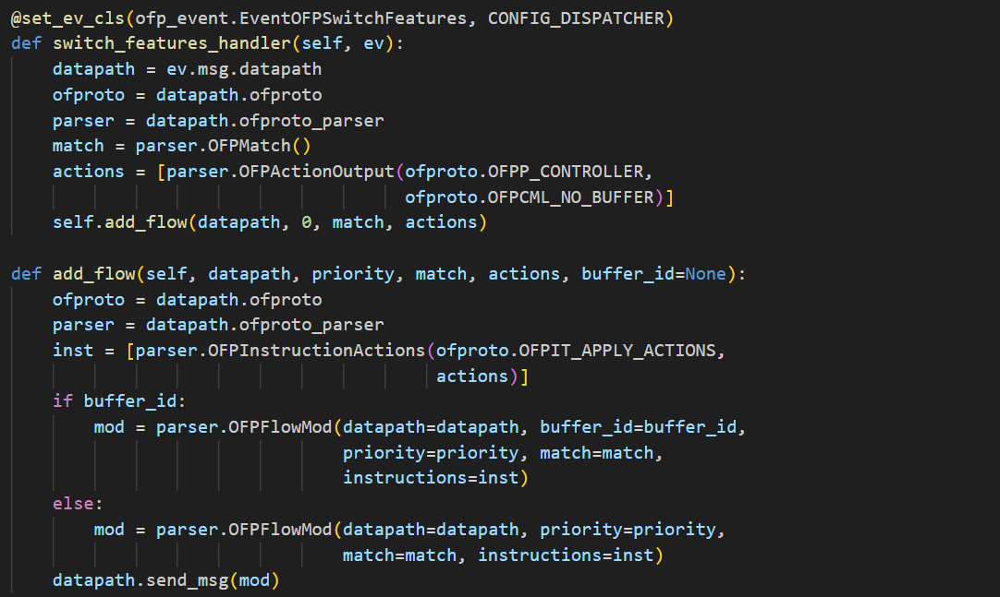 @set_ev_cls(ofp_event.EventOFPSwitchFeatures, CONFIG_DISPATCHER)
def switch_features_handler(self, ev):
    datapath = ev.msg.datapath
    ofproto = datapath.ofproto
    parser = datapath.ofproto_parser
    match = parser.OFPMatch()
    actions = [parser.OFPActionOutput(ofproto.OFPP_CONTROLLER,
                                      ofproto.OFPCML_NO_BUFFER)]
    self.add_flow(datapath, 0, match, actions)

def add_flow(self, datapath, priority, match, actions, buffer_id=None):
    ofproto = datapath.ofproto
    parser = datapath.ofproto_parser
    inst = [parser.OFPInstructionActions(ofproto.OFPIT_APPLY_ACTIONS,
                                         actions)]
    if buffer_id:
        mod = parser.OFPFlowMod(datapath=datapath, buffer_id=buffer_id,
                                priority=priority, match=match,
                                instructions=inst)
    else:
        mod = parser.OFPFlowMod(datapath=datapath, priority=priority,
                                match=match, instructions=inst)
    datapath.send_msg(mod)